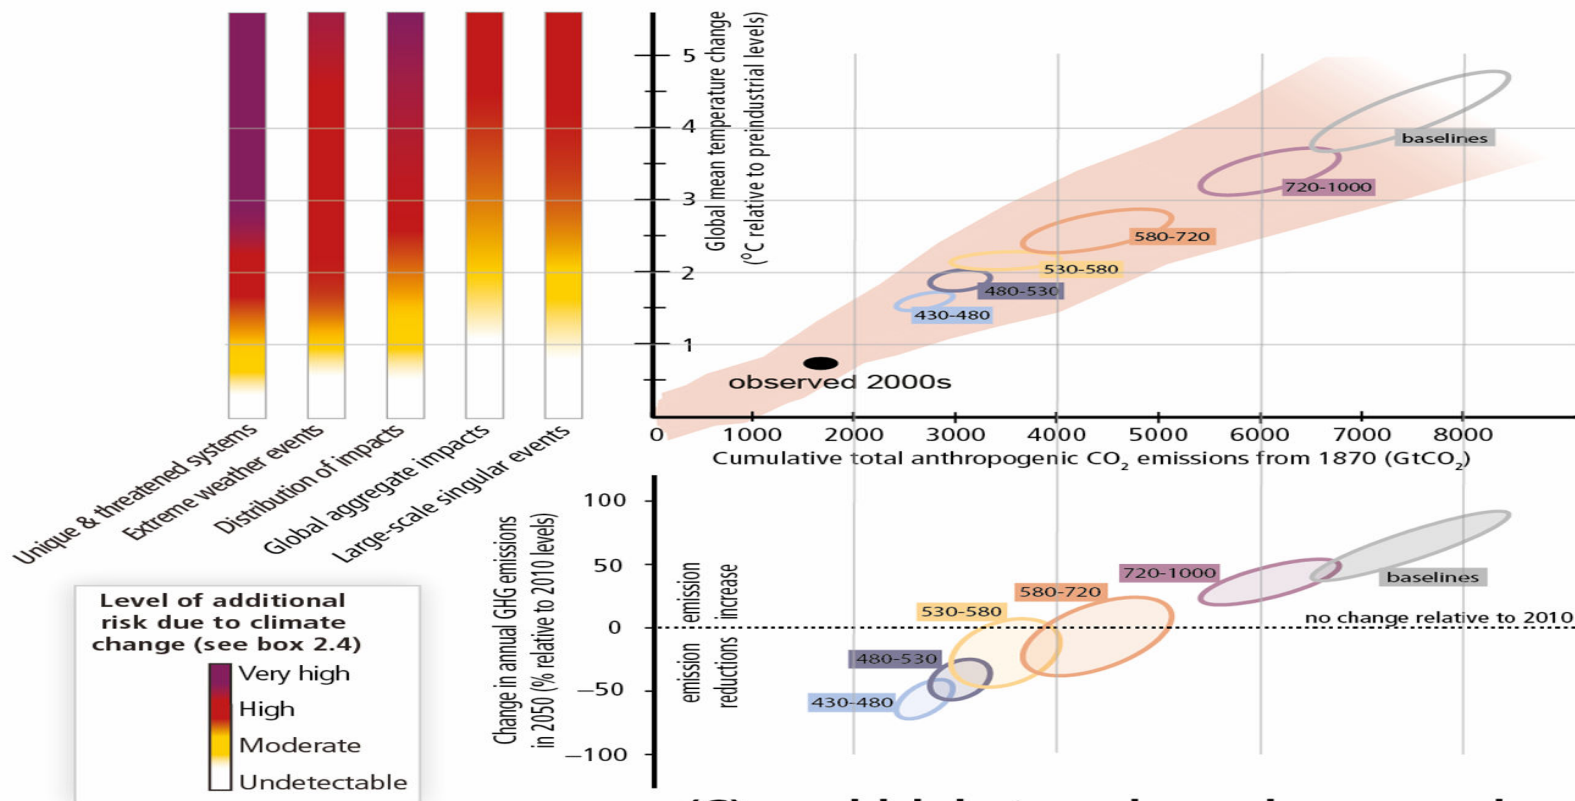 5
4
3
2
1
Global mean temperature change
(°C relative to preindustrial levels)
baselines
720-1000
580-720
530-580
480-530
430-480
observed 2000s
0 1000 2000 3000 4000 5000 6000 7000 8000
Cumulative total anthropogenic CO₂ emissions from 1870 (GtCO₂)
Unique & threatened systems
Extreme weather events
Distribution of impacts
Global aggregate impacts
Large-scale singular events
Level of additional
risk due to climate
change (see box 2.4)
Very high
High
Moderate
Undetectable
100
50
0
−50
−100
Change in annual GHG emissions
in 2050 (% relative to 2010 levels)
emission
increase
emission
reductions
baselines
720-1000
580-720
530-580
480-530
430-480
no change relative to 2010